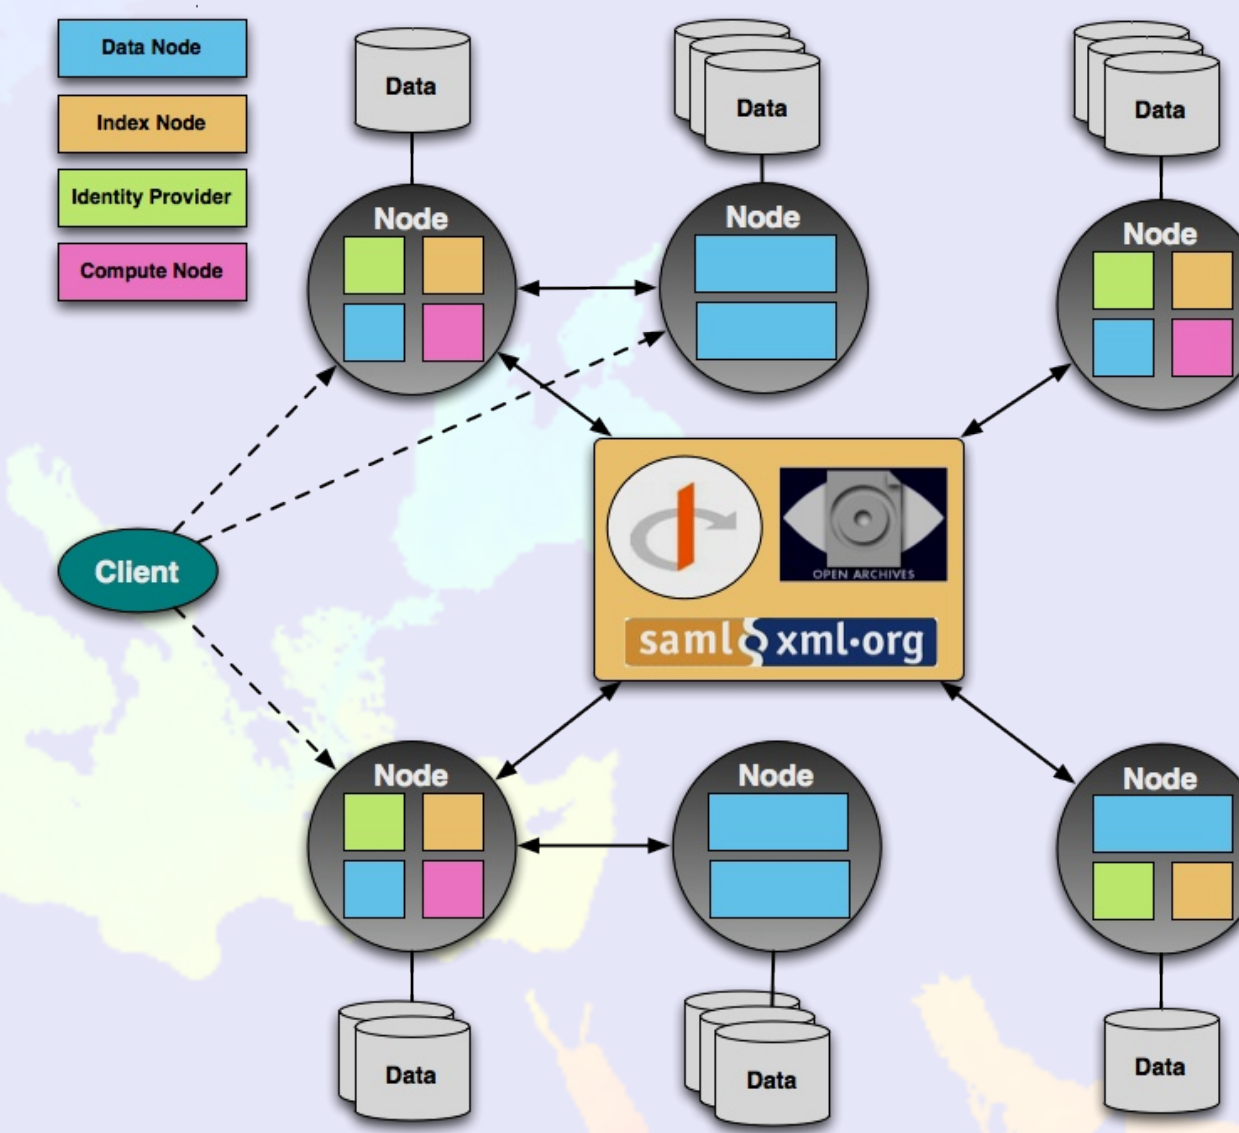 Data Node
Index Node
Identity Provider
Compute Node
Data
Data
Data
Node
Node
Node
Client
OPEN ARCHIVES
saml xml·org
Node
Node
Node
Data
Data
Data